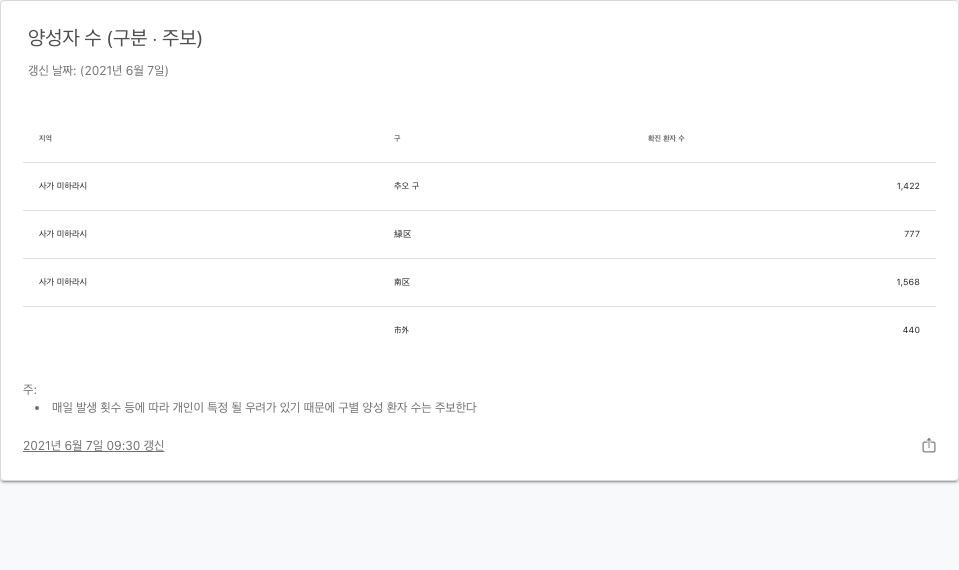 양성자 수 (구분 · 주보)
갱신 날짜: (2021년 6월 7일)
지역 구 확진 환자 수
사가 미하라시 추오 구 1,422
사가 미하라시 緑区 777
사가 미하라시 南区 1,568
市外 440
주:
• 매일 발생 횟수 등에 따라 개인이 특정 될 우려가 있기 때문에 구별 양성 환자 수는 주보한다
2021년 6월 7일 09:30 갱신